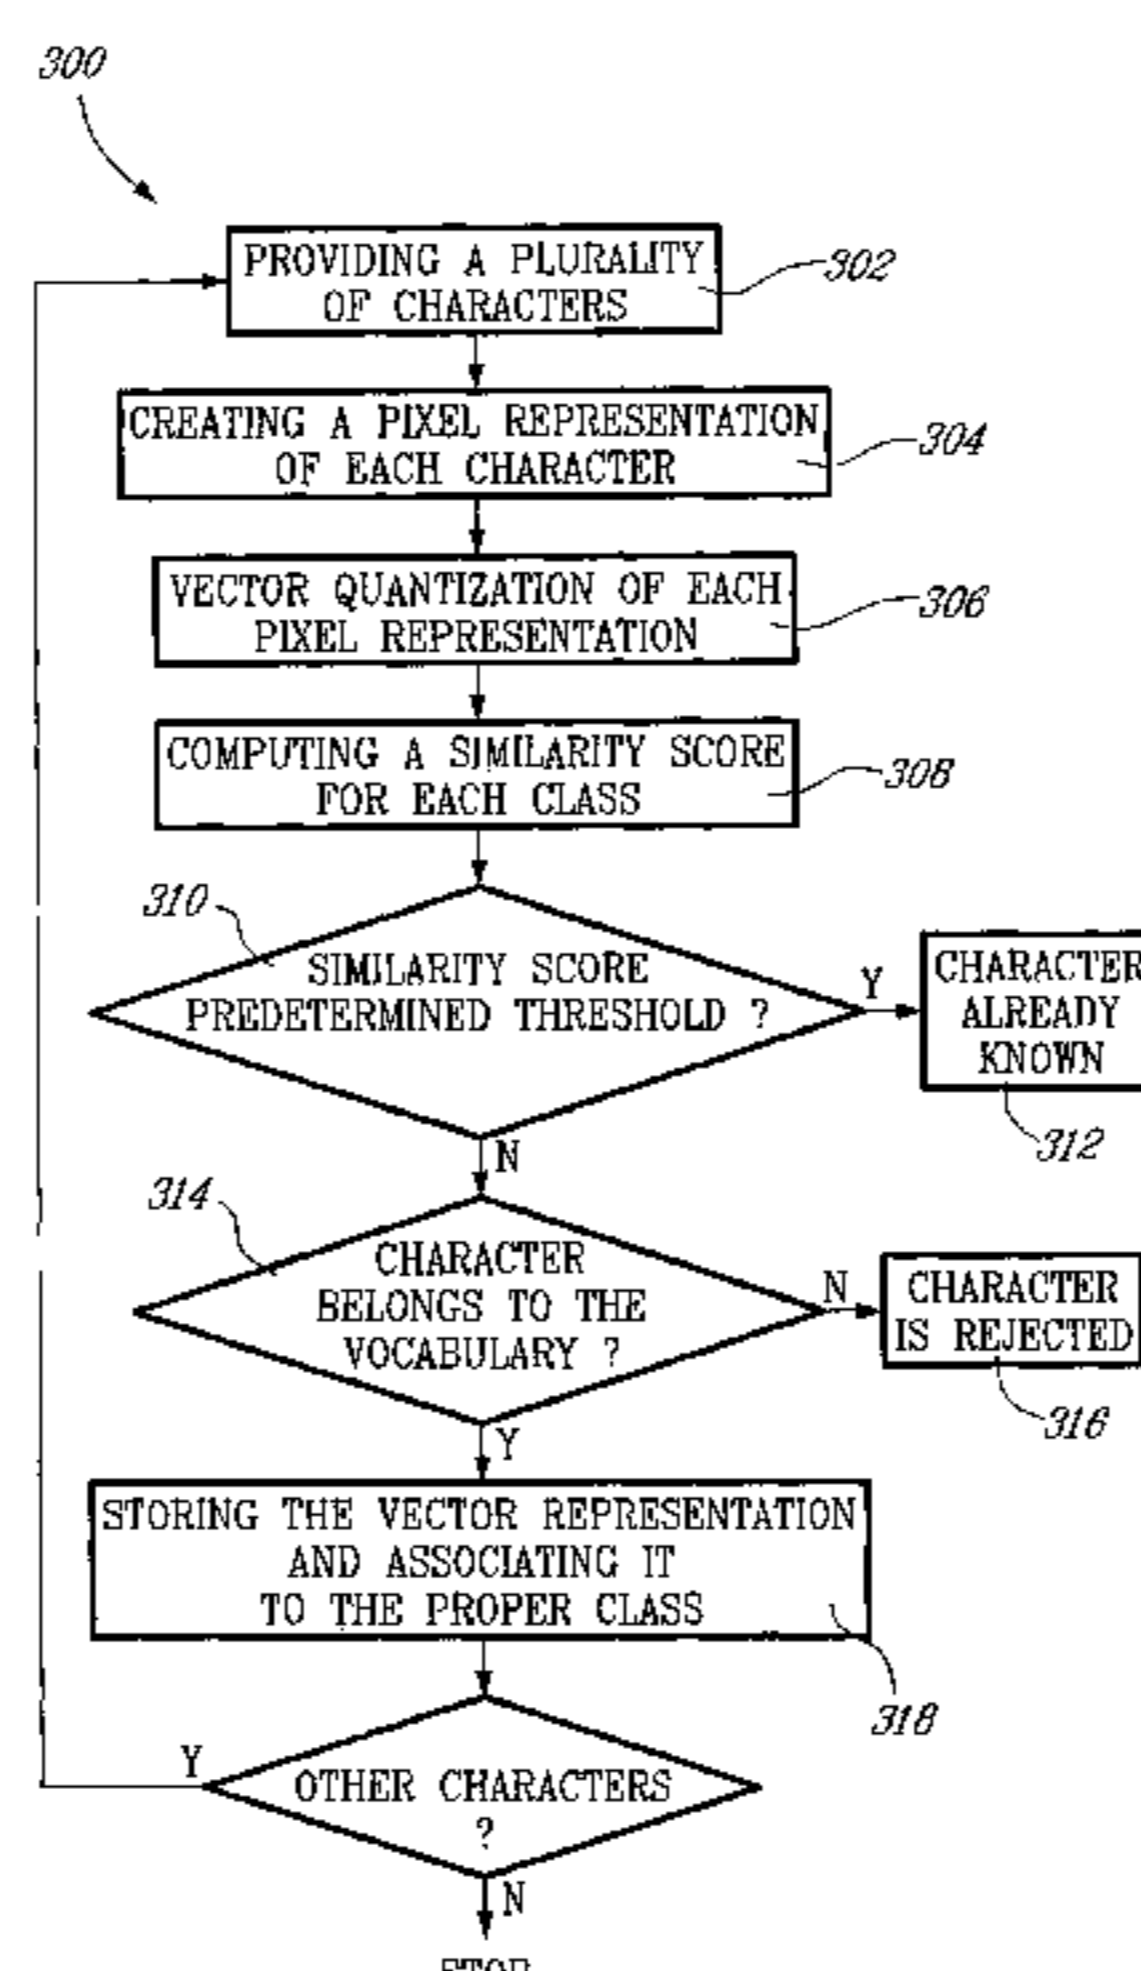 300
PROVIDING A PLURALITY
OF CHARACTERS
302
CREATING A PIXEL REPRESENTATION
OF EACH CHARACTER
304
VECTOR QUANTIZATION OF EACH
PIXEL REPRESENTATION
306
COMPUTING A SIMILARITY SCORE
FOR EACH CLASS
308
310
SIMILARITY SCORE
PREDETERMINED THRESHOLD ?
Y
CHARACTER
ALREADY
KNOWN
312
N
314
CHARACTER
BELONGS TO THE
VOCABULARY ?
N
CHARACTER
IS REJECTED
316
Y
STORING THE VECTOR REPRESENTATION
AND ASSOCIATING IT
TO THE PROPER CLASS
318
Y
OTHER CHARACTERS
?
N
STOP